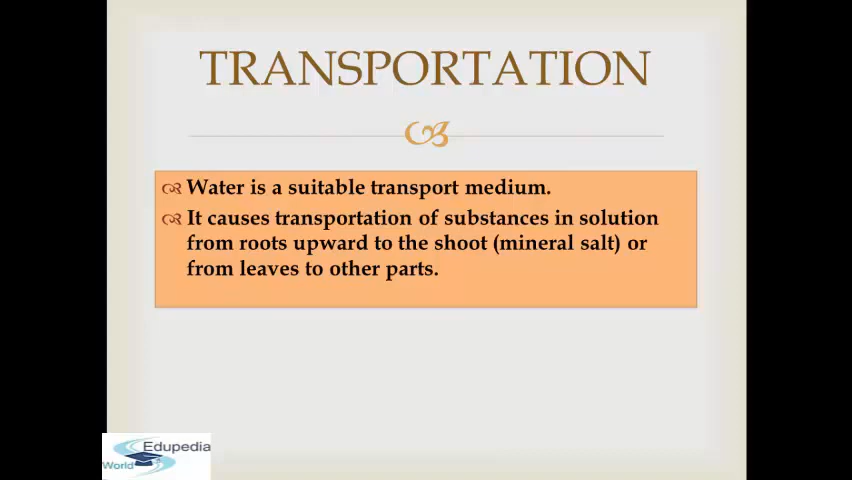 TRANSPORTATION
Water is a suitable transport medium.
It causes transportation of substances in solution
from roots upward to the shoot (mineral salt) or
from leaves to other parts.
Edupedia
World